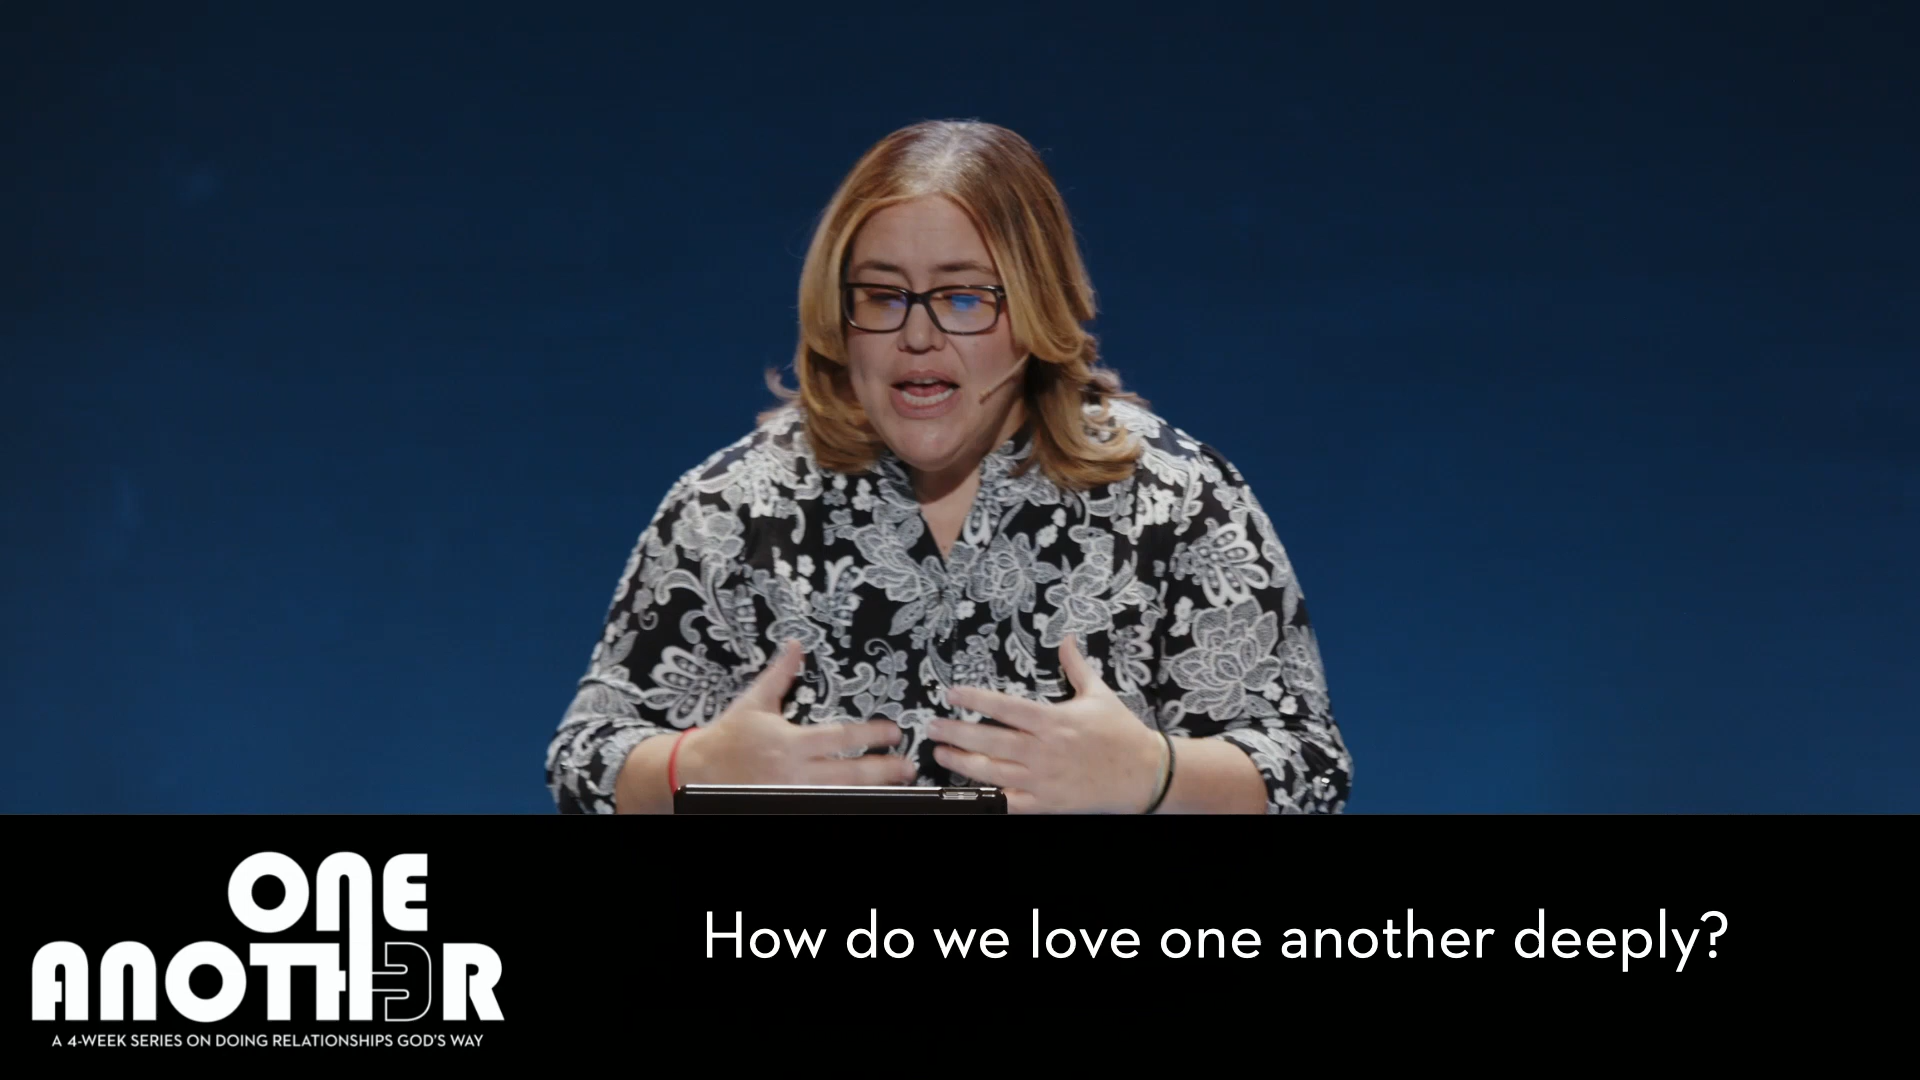 ONE
ANOTHER
A 4-WEEK SERIES ON DOING RELATIONSHIPS GOD'S WAY
How do we love one another deeply?